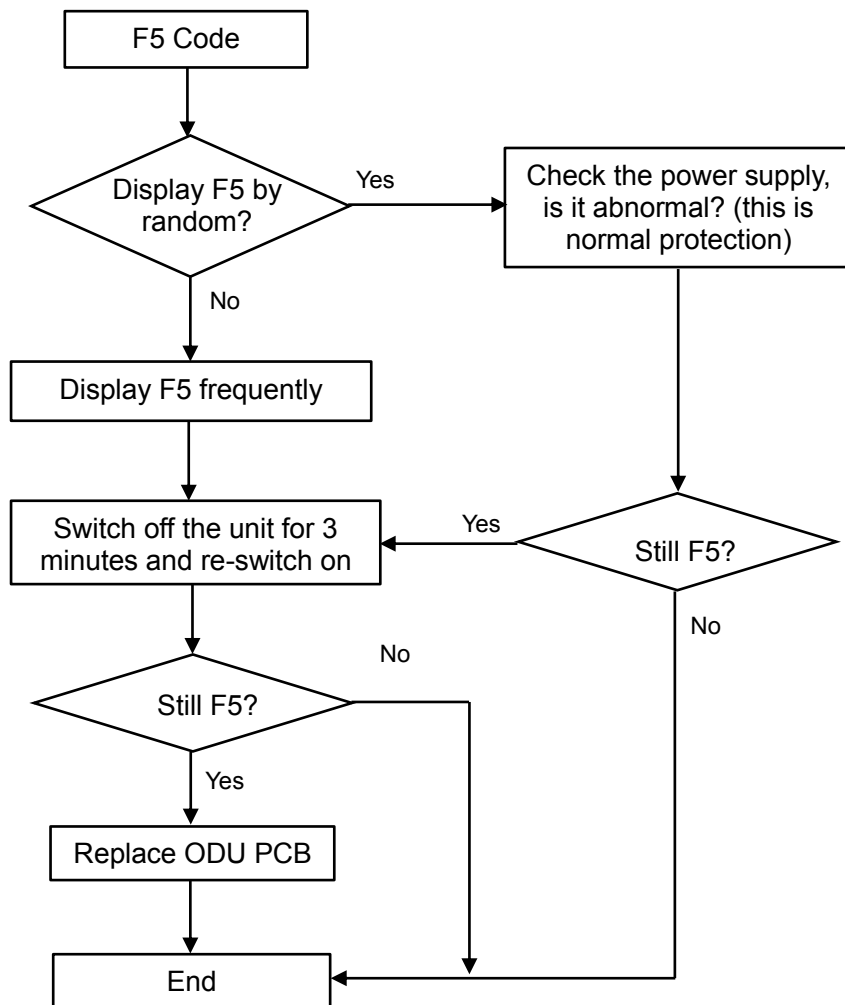 F5 Code
Display F5 by
random?
Yes
Check the power supply,
is it abnormal? (this is
normal protection)
No
Display F5 frequently
Switch off the unit for 3
minutes and re-switch on
Yes
Still F5?
No
Still F5?
No
Yes
Replace ODU PCB
End